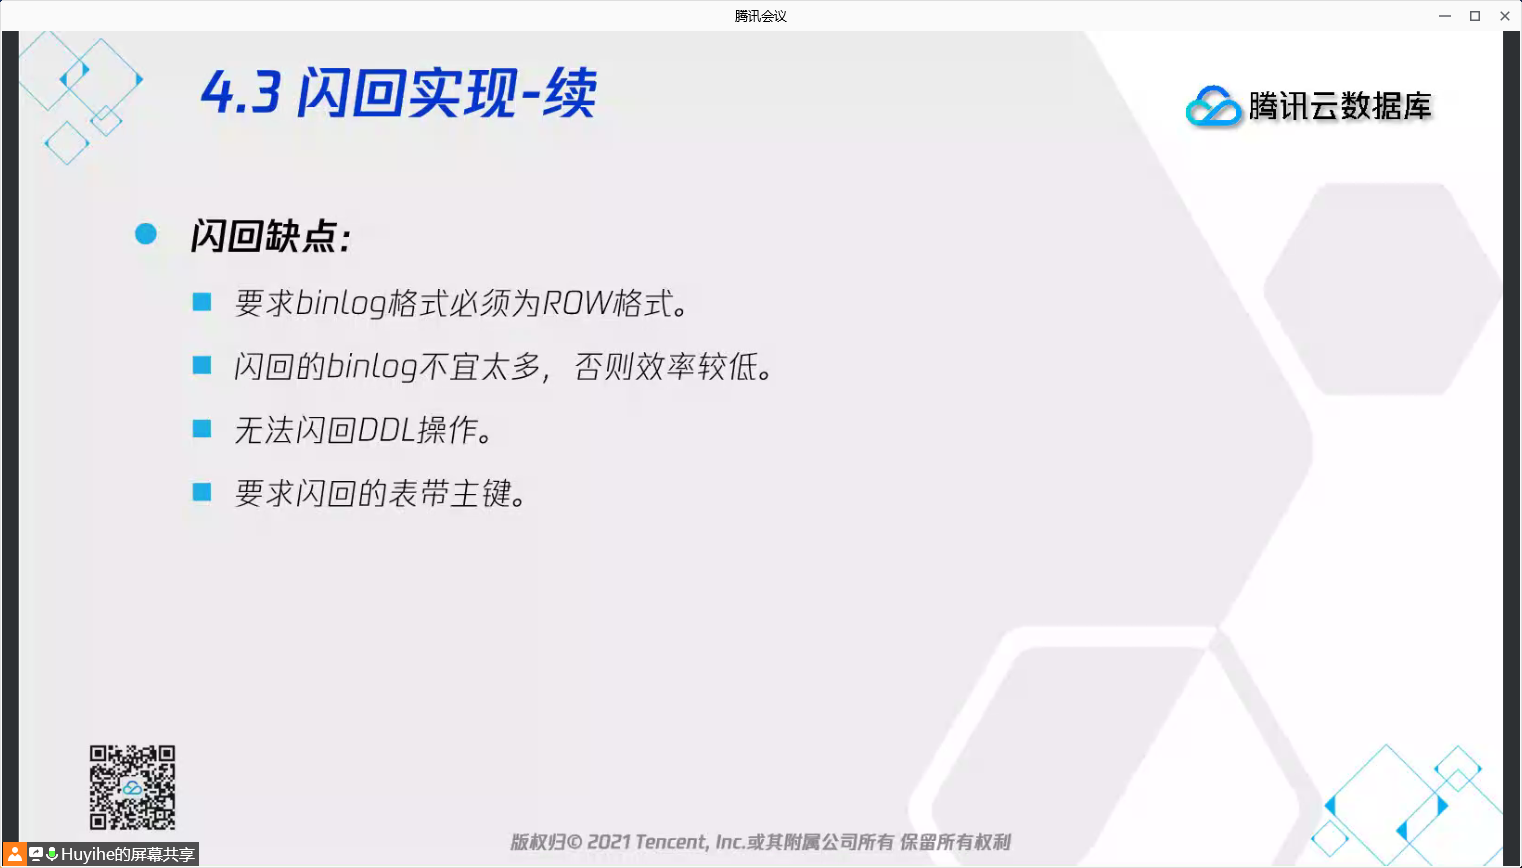 腾讯会议
4.3 闪回实现-续
腾讯云数据库
闪回缺点：
要求binlog格式必须为ROW格式。
闪回的binlog不宜太多，否则效率较低。
无法闪回DDL操作。
要求闪回的表带主键。
版权归© 2021 Tencent, Inc.或其附属公司所有 保留所有权利
Huyihe的屏幕共享